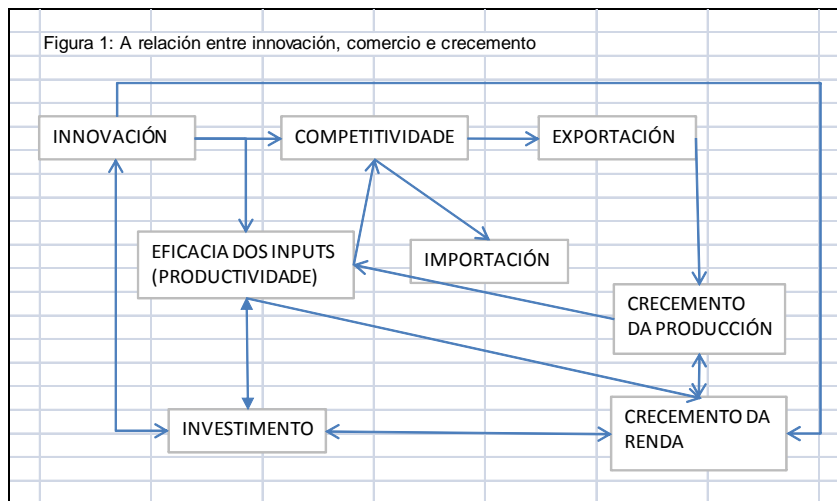 Figura 1: A relación entre innovación, comercio e crecemento
INNOVACIÓN
COMPETITIVIDADE
EXPORTACIÓN
EFICACIA DOS INPUTS
(PRODUCTIVIDADE)
IMPORTACIÓN
CRECEMENTO
DA PRODUCCIÓN
INVESTIMENTO
CRECEMENTO DA
RENDA